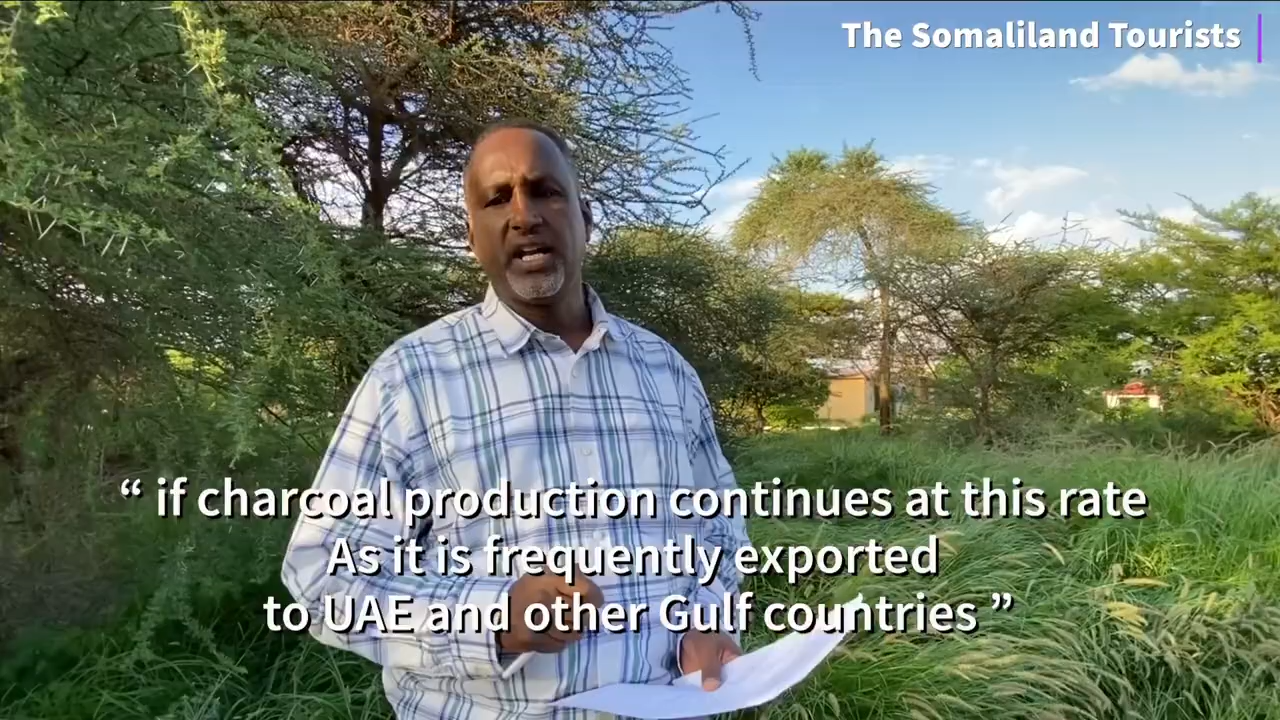 The Somaliland Tourists
“ if charcoal production continues at this rate
As it is frequently exported
to UAE and other Gulf countries ”